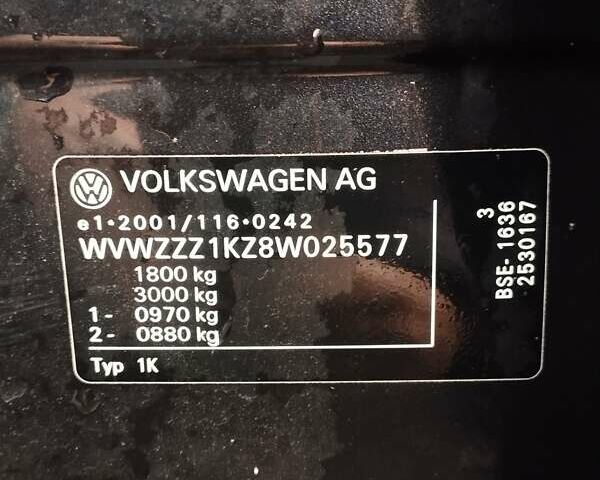 VOLKSWAGEN AG
e1*2001/116*0242
WVWZZZ1KZ8W025577
1800 kg
3000 kg
1- 0970 kg
2- 0880 kg
Typ 1K
3
BSE- 1636
2530167